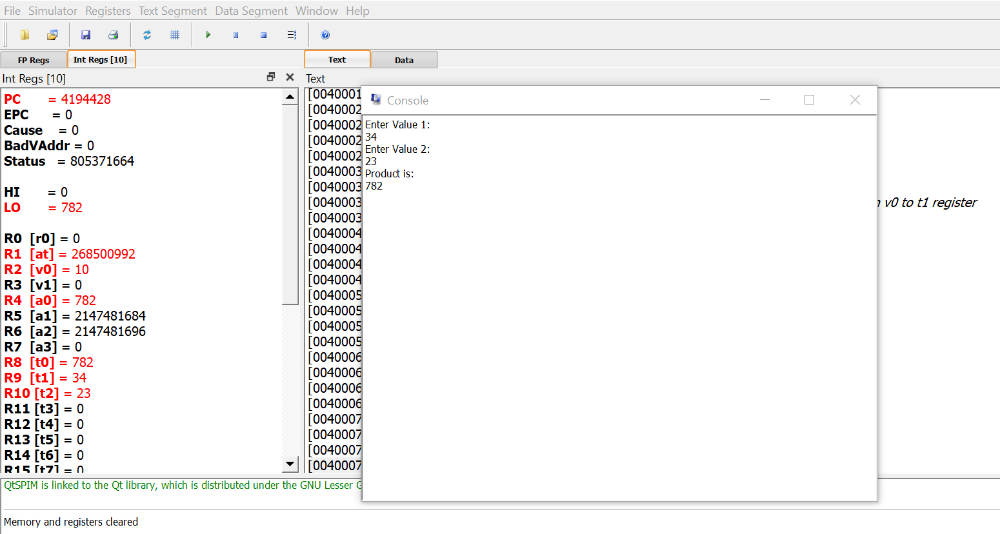 File Simulator Registers Text Segment Data Segment Window Help
FP Regs
Int Regs [10]
Text
Data
Int Regs [10]
PC = 4194428
EPC = 0
Cause = 0
BadVAddr = 0
Status = 805371664
HI = 0
LO = 782
R0 [r0] = 0
R1 [at] = 268500992
R2 [v0] = 10
R3 [v1] = 0
R4 [a0] = 782
R5 [a1] = 2147481684
R6 [a2] = 2147481696
R7 [a3] = 0
R8 [t0] = 782
R9 [t1] = 34
R10 [t2] = 23
R11 [t3] = 0
R12 [t4] = 0
R13 [t5] = 0
R14 [t6] = 0
R15 [t7] = 0
Text
[0040001
[0040002
[0040002
[0040002
[0040002
[0040003
[0040003
[0040003
[0040003
[0040004
[0040004
[0040004
[0040004
[0040005
[0040005
[0040005
[0040005
[0040006
[0040006
[0040006
[0040006
[0040007
[0040007
[0040007
[0040007
v0 to t1 register
Console
Enter Value 1:
34
Enter Value 2:
23
Product is:
782
QtSPIM is linked to the Qt library, which is distributed under the GNU Lesser
Memory and registers cleared